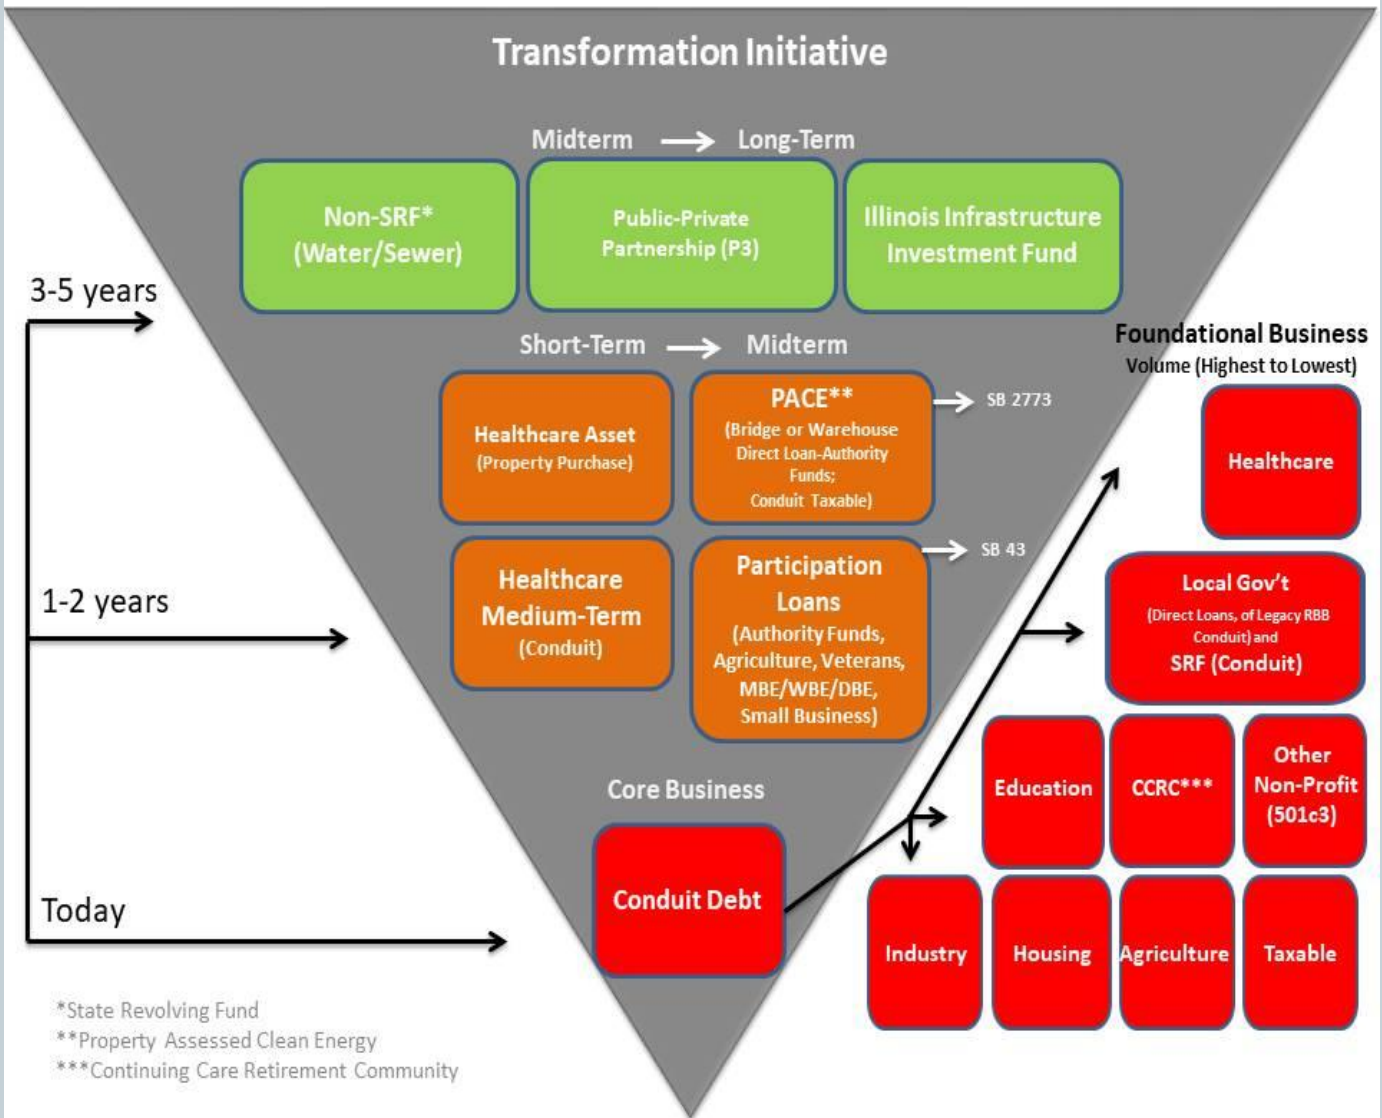 Transformation Initiative
Midterm
Long-Term
Non-SRF*
(Water/Sewer)
Public-Private
Partnership (P3)
Illinois Infrastructure
Investment Fund
3-5 years
Short-Term
Midterm
Foundational Business
Volume (Highest to Lowest)
Healthcare Asset
(Property Purchase)
PACE**
(Bridge or Warehouse
Direct Loan-Authority
Funds;
Conduit Taxable)
SB 2773
Healthcare
1-2 years
Healthcare
Medium-Term
(Conduit)
Participation
Loans
(Authority Funds,
Agriculture, Veterans,
MBE/WBE/DBE,
Small Business)
SB 43
Local Gov't
(Direct Loans, of Legacy RBB
Conduit) and
SRF (Conduit)
Education
CCRC***
Other
Non-Profit
(501c3)
Core Business
Conduit Debt
Today
Industry
Housing
Agriculture
Taxable
*State Revolving Fund
**Property Assessed Clean Energy
***Continuing Care Retirement Community